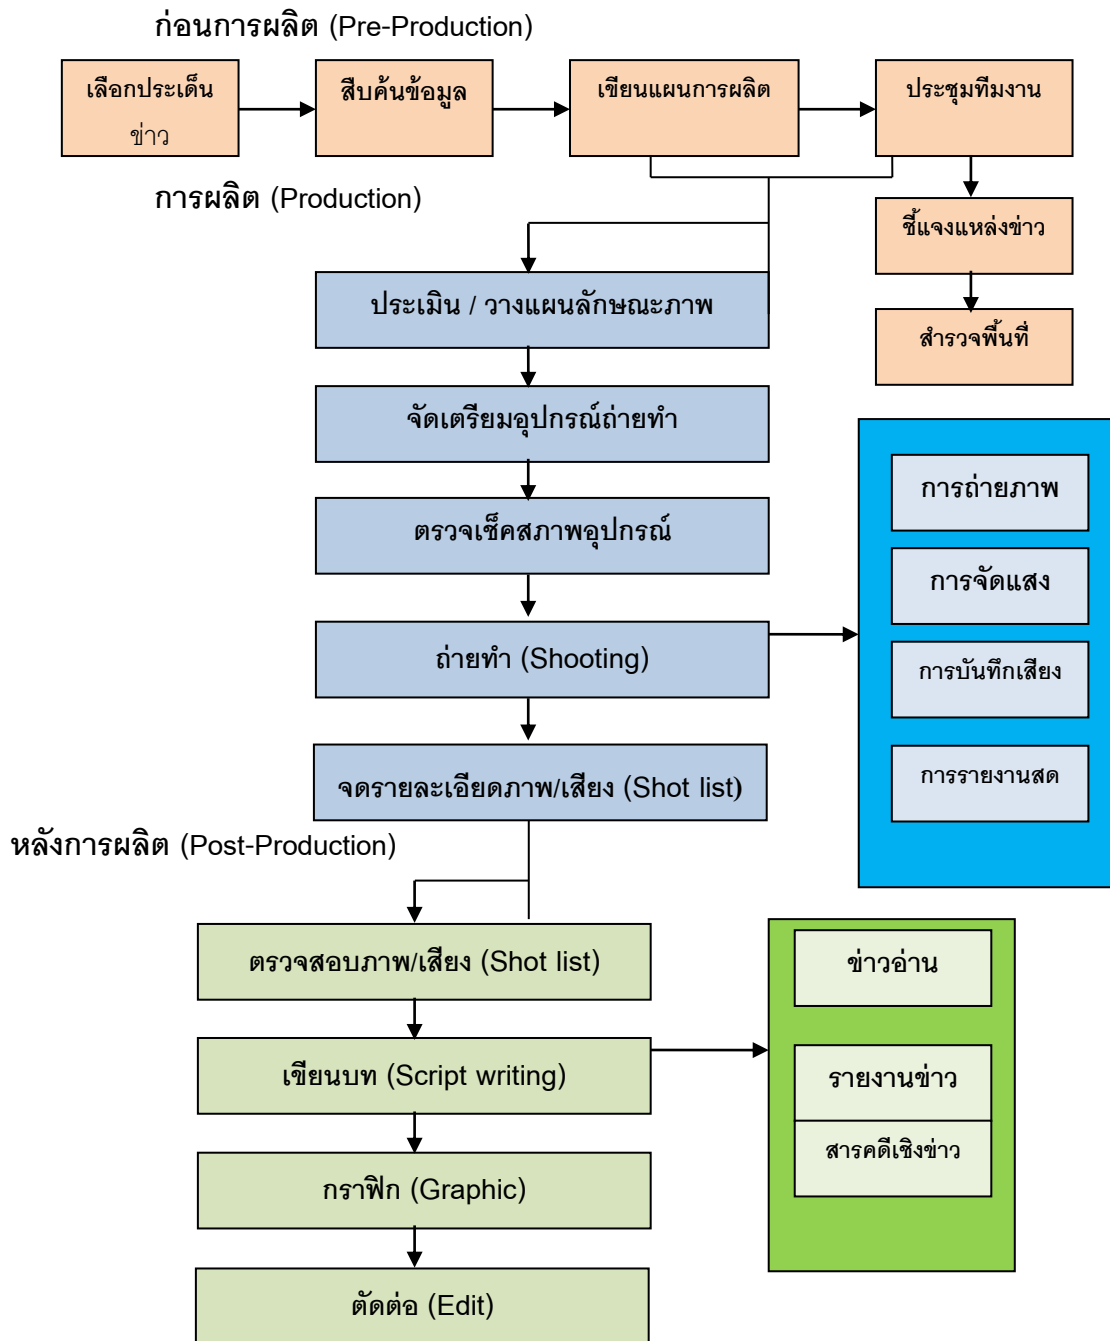 ก่อนการผลิต (Pre-Production)
เลือกประเด็น
ข่าว
สืบค้นข้อมูล
เขียนแผนการผลิต
ประชุมทีมงาน
การผลิต (Production)
ชี้แจงแหล่งข่าว
สำรวจพื้นที่
ประเมิน / วางแผนลักษณะภาพ
จัดเตรียมอุปกรณ์ถ่ายทำ
ตรวจเช็คสภาพอุปกรณ์
ถ่ายทำ (Shooting)
จดรายละเอียดภาพ/เสียง (Shot list)
การถ่ายภาพ
การจัดแสง
การบันทึกเสียง
การรายงานสด
หลังการผลิต (Post-Production)
ตรวจสอบภาพ/เสียง (Shot list)
เขียนบท (Script writing)
กราฟิก (Graphic)
ตัดต่อ (Edit)
ข่าวอ่าน
รายงานข่าว
สารคดีเชิงข่าว